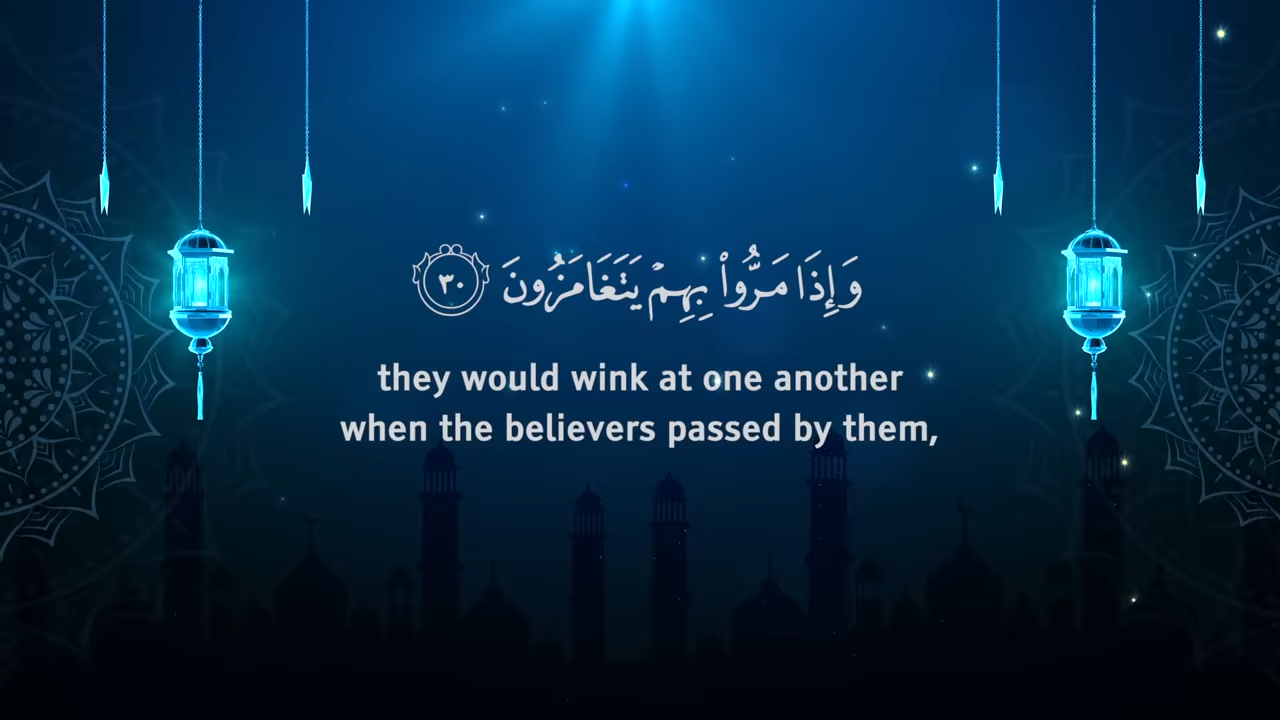 وَإِذَا مَرُّوا۟ بِهِمْ يَتَغَامَزُونَ ٣٠
they would wink at one another
when the believers passed by them,